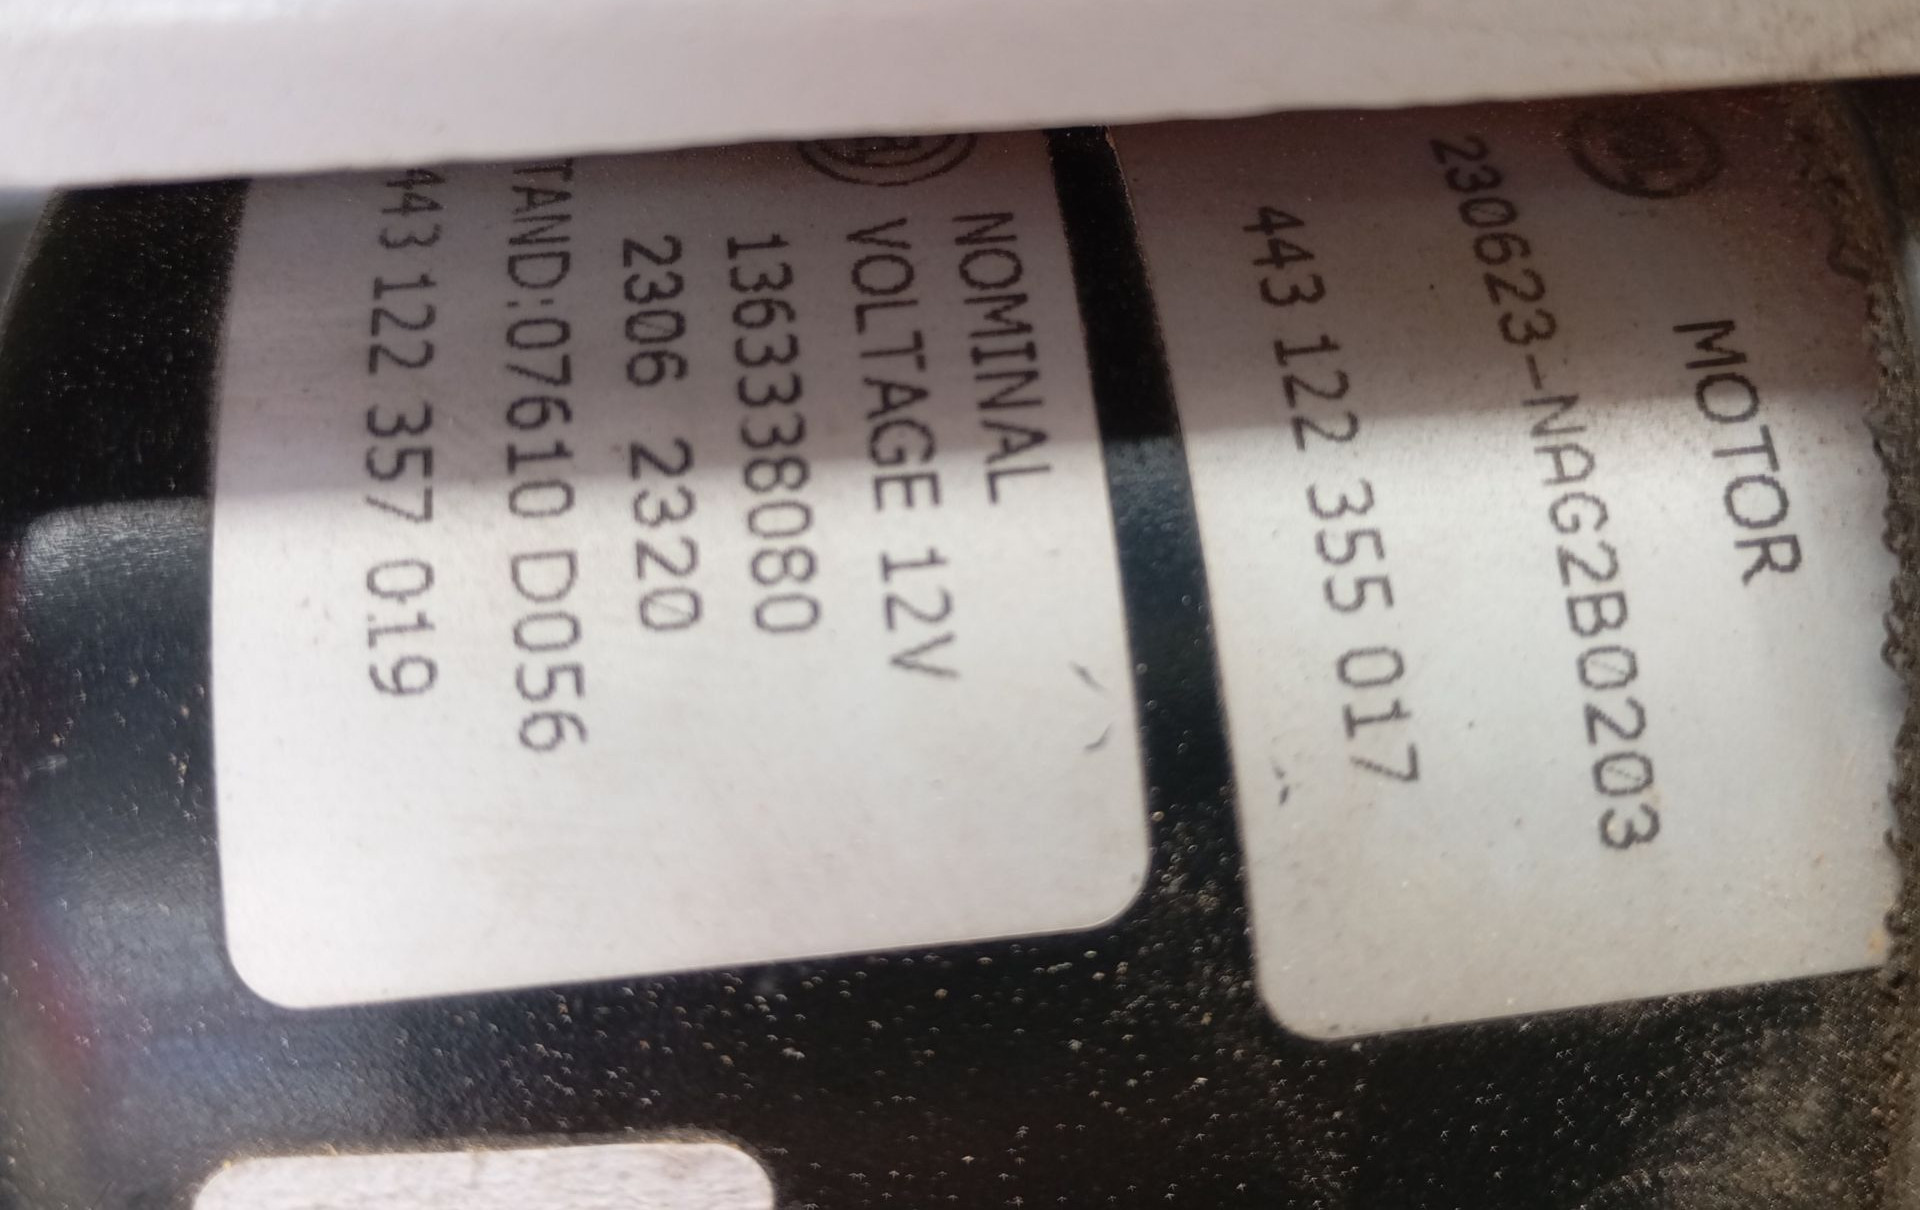 MOTOR
230623-NAG2B0203
443 122 355 017
NOMINAL
VOLTAGE 12V
1363338080
2306 2320
TAND:07610 D056
443 122 357 019